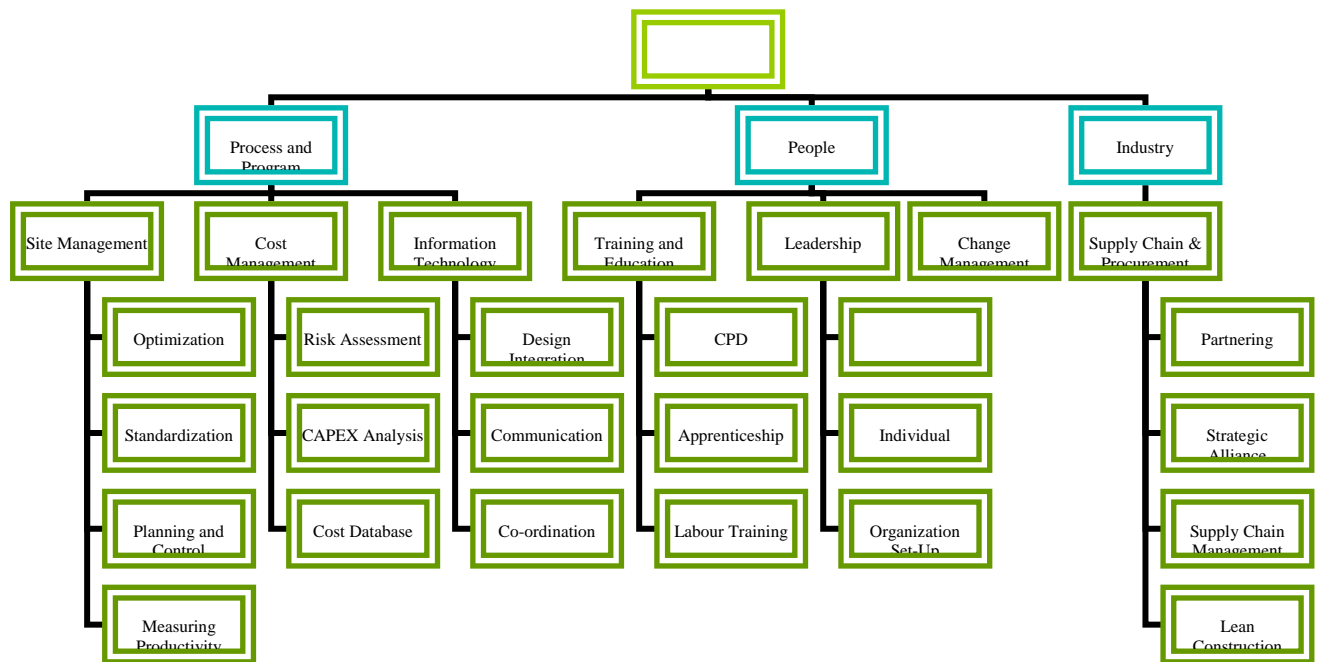 Process and
Program
People
Industry
Site Management
Cost
Management
Information
Technology
Training and
Education
Leadership
Change
Management
Supply Chain &
Procurement
Optimization
Risk Assessment
Design
Integration
CPD
Partnering
Standardization
CAPEX Analysis
Communication
Apprenticeship
Individual
Strategic
Alliance
Planning and
Control
Cost Database
Co-ordination
Labour Training
Organization
Set-Up
Supply Chain
Management
Measuring
Productivity
Lean
Construction